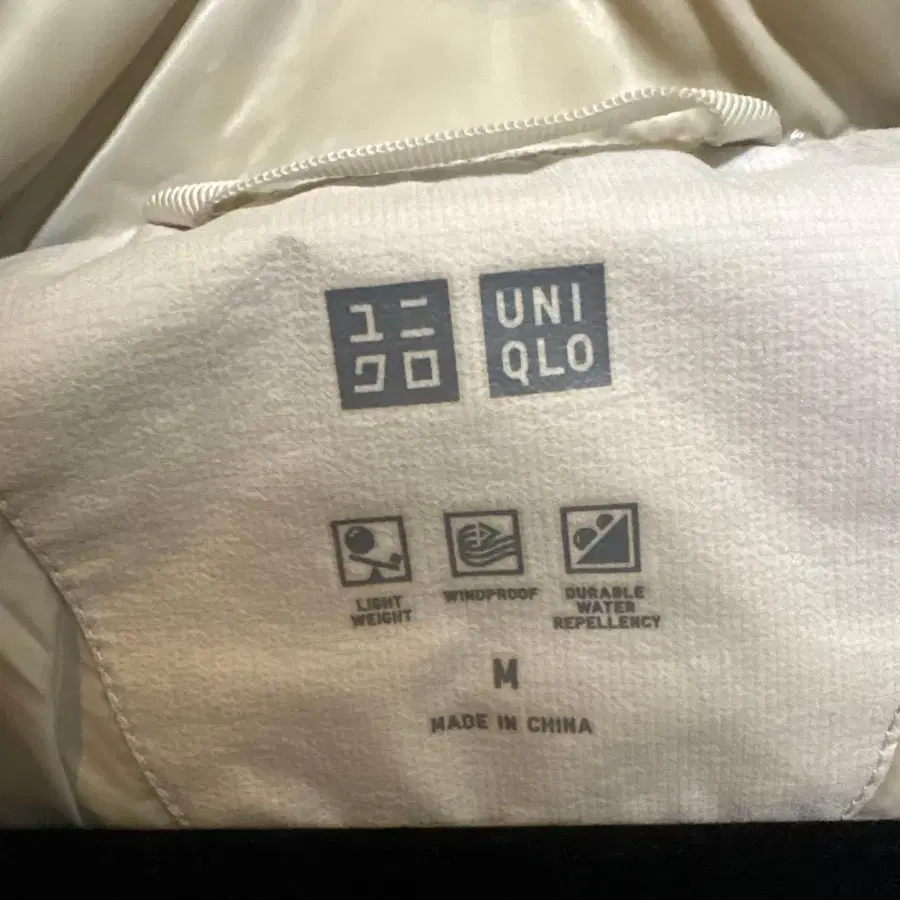 ユニ
クロ
UNI
QLO
LIGHT
WEIGHT
WINDPROOF
DURABLE
WATER
REPELLENCY
M
MADE IN CHINA